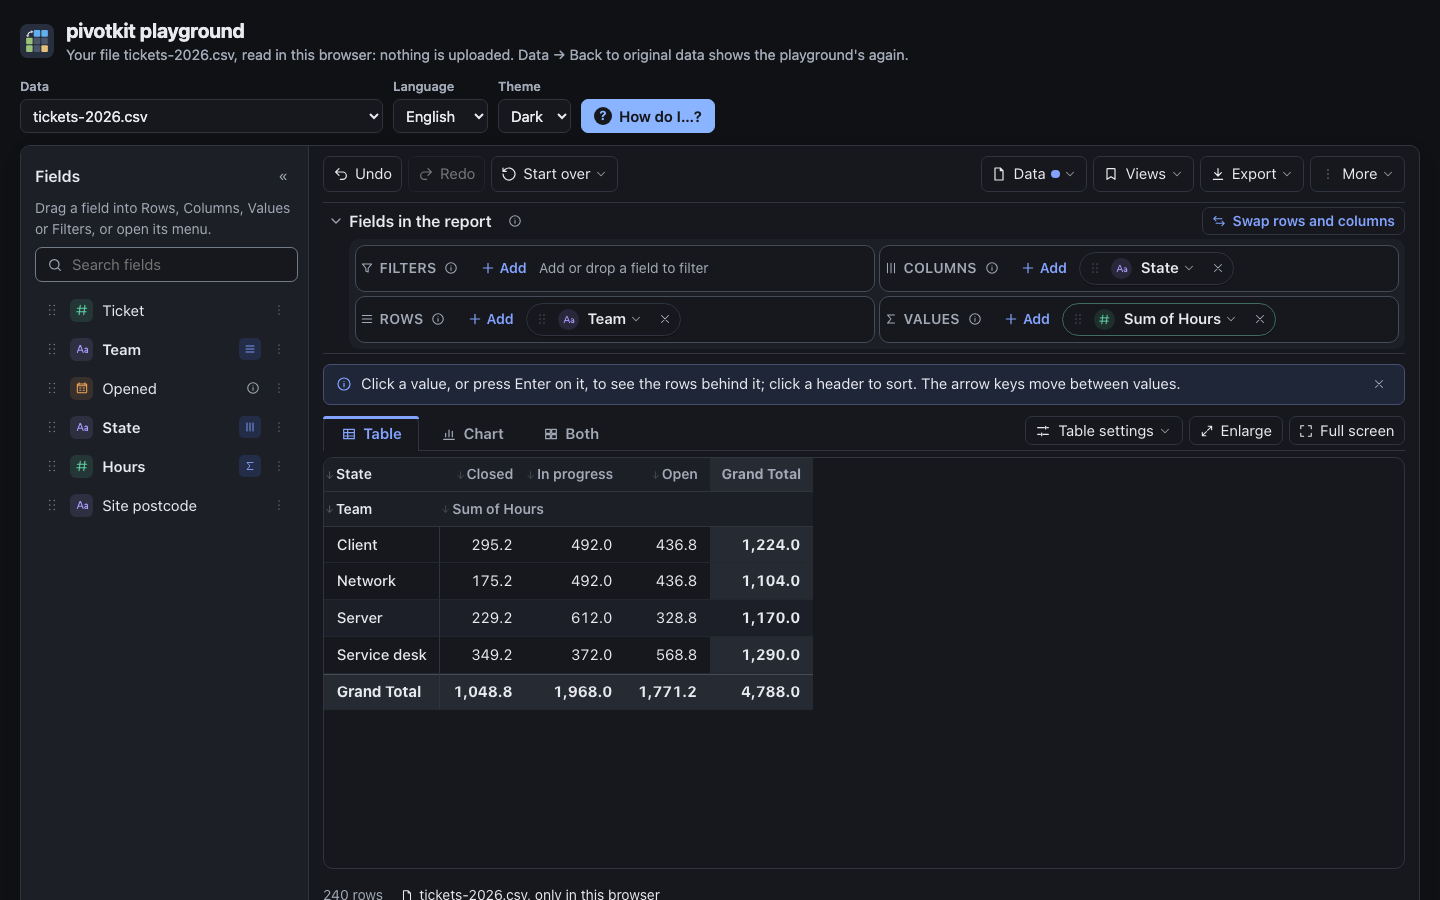 pivotkit playground
Your file tickets-2026.csv, read in this browser: nothing is uploaded. Data → Back to original data shows the playground's again.
Data
Language
Theme
tickets-2026.csv
English
Dark
? How do I...?
Fields
«
Drag a field into Rows, Columns, Values
or Filters, or open its menu.
Search fields
# Ticket
Aa Team
Opened
Aa State
# Hours Σ
Aa Site postcode
Undo
Redo
Start over
Data
Views
Export
More
Fields in the report
Swap rows and columns
FILTERS + Add Add or drop a field to filter
COLUMNS + Add Aa State ×
ROWS + Add Aa Team ×
Σ VALUES + Add # Sum of Hours ×
Click a value, or press Enter on it, to see the rows behind it; click a header to sort. The arrow keys move between values. ×
Table
Chart
Both
Table settings
Enlarge
Full screen
↓ State ↓ Closed ↓ In progress ↓ Open Grand Total
↓ Team ↓ Sum of Hours
Client 295.2 492.0 436.8 1,224.0
Network 175.2 492.0 436.8 1,104.0
Server 229.2 612.0 328.8 1,170.0
Service desk 349.2 372.0 568.8 1,290.0
Grand Total 1,048.8 1,968.0 1,771.2 4,788.0
240 rows tickets-2026.csv, only in this browser